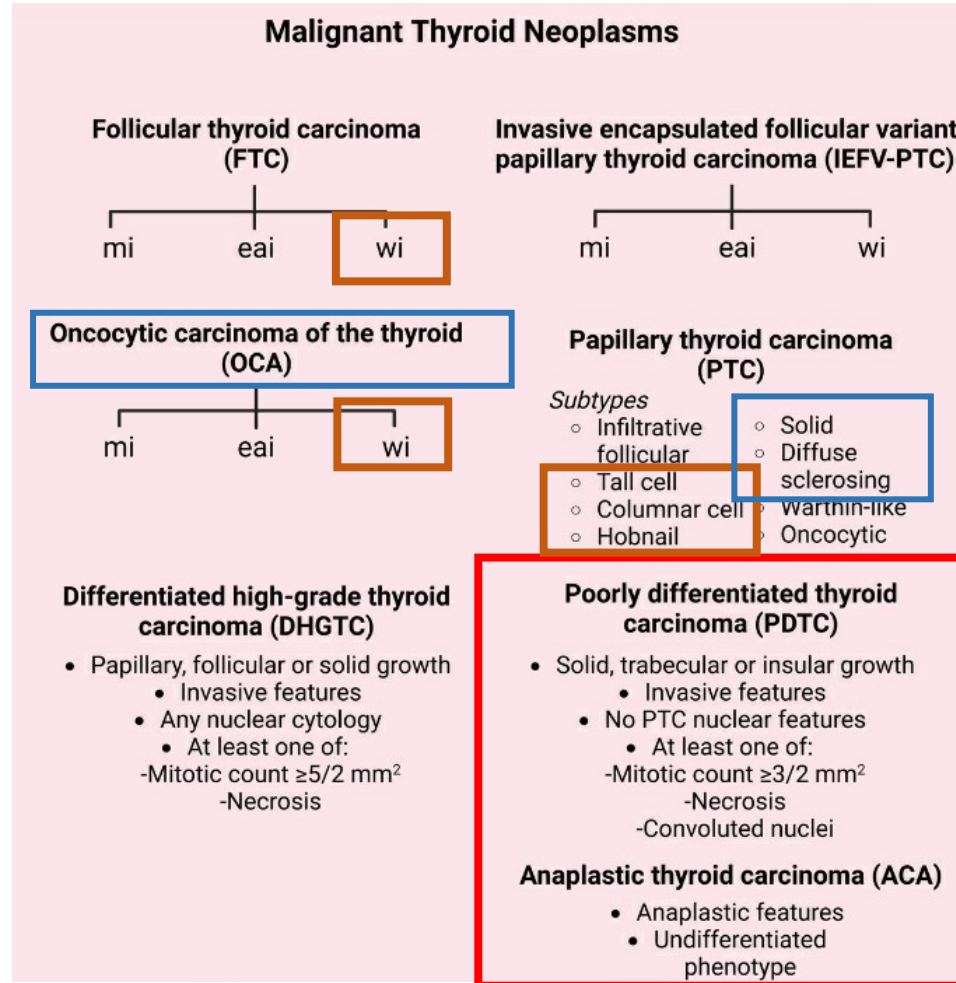 Malignant Thyroid Neoplasms
Follicular thyroid carcinoma
(FTC)
mi eai wi
Invasive encapsulated follicular variant
papillary thyroid carcinoma (IEFV-PTC)
mi eai wi
Oncocytic carcinoma of the thyroid
(OCA)
mi eai wi
Papillary thyroid carcinoma
(PTC)
Subtypes
○ Infiltrative
follicular
○ Tall cell
○ Columnar cell
○ Hobnail
○ Solid
○ Diffuse
sclerosing
○ Warthin-like
○ Oncocytic
Differentiated high-grade thyroid
carcinoma (DHGTC)
• Papillary, follicular or solid growth
• Invasive features
• Any nuclear cytology
• At least one of:
-Mitotic count ≥5/2 mm²
-Necrosis
Poorly differentiated thyroid
carcinoma (PDTC)
• Solid, trabecular or insular growth
• Invasive features
• No PTC nuclear features
• At least one of:
-Mitotic count ≥3/2 mm²
-Necrosis
-Convoluted nuclei
Anaplastic thyroid carcinoma (ACA)
• Anaplastic features
• Undifferentiated
phenotype